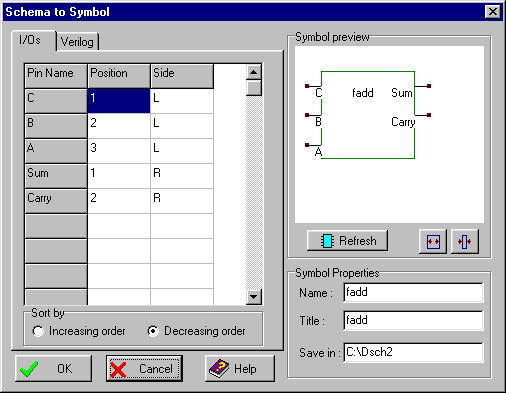 Schema to Symbol
I/Os Verilog
Pin Name Position Side
C 1 L
B 2 L
A 3 L
Sum 1 R
Carry 2 R
Sort by
Increasing order Decreasing order
OK Cancel Help
Symbol preview
C fadd Sum
B Carry
A
Refresh
Symbol Properties
Name : fadd
Title : fadd
Save in : C:\Dsch2